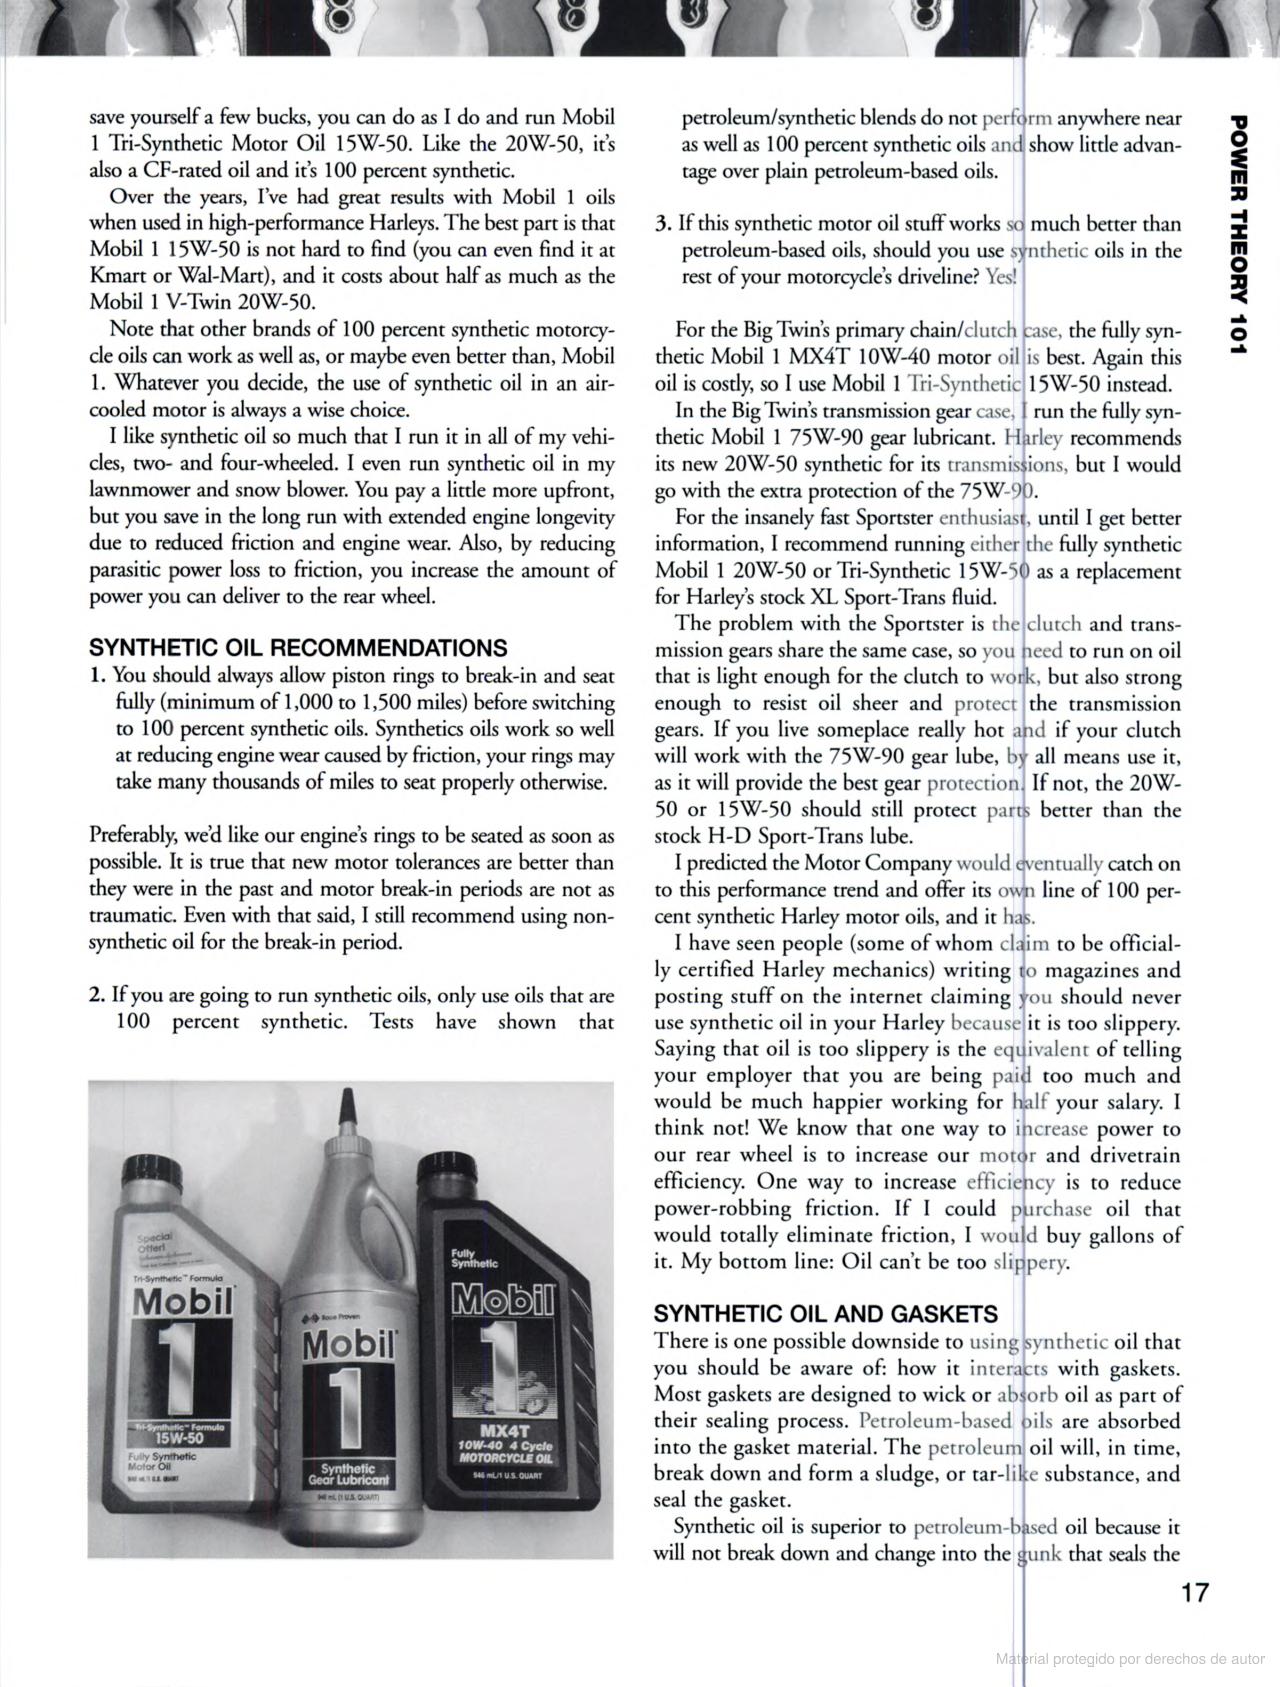 save yourself a few bucks, you can do as I do and run Mobil
1 Tri-Synthetic Motor Oil 15W-50. Like the 20W-50, it's
also a CF-rated oil and it's 100 percent synthetic.
Over the years, I've had great results with Mobil 1 oils
when used in high-performance Harleys. The best part is that
Mobil 1 15W-50 is not hard to find (you can even find it at
Kmart or Wal-Mart), and it costs about half as much as the
Mobil 1 V-Twin 20W-50.
Note that other brands of 100 percent synthetic motorcy-
cle oils can work as well as, or maybe even better than, Mobil
1. Whatever you decide, the use of synthetic oil in an air-
cooled motor is always a wise choice.
I like synthetic oil so much that I run it in all of my vehi-
cles, two- and four-wheeled. I even run synthetic oil in my
lawnmower and snow blower. You pay a little more upfront,
but you save in the long run with extended engine longevity
due to reduced friction and engine wear. Also, by reducing
parasitic power loss to friction, you increase the amount of
power you can deliver to the rear wheel.
SYNTHETIC OIL RECOMMENDATIONS
1. You should always allow piston rings to break-in and seat
fully (minimum of 1,000 to 1,500 miles) before switching
to 100 percent synthetic oils. Synthetics oils work so well
at reducing engine wear caused by friction, your rings may
take many thousands of miles to seat properly otherwise.
Preferably, we'd like our engine's rings to be seated as soon as
possible. It is true that new motor tolerances are better than
they were in the past and motor break-in periods are not as
traumatic. Even with that said, I still recommend using non-
synthetic oil for the break-in period.
2. If you are going to run synthetic oils, only use oils that are
100 percent synthetic. Tests have shown that
Special
Offer!
Tri-Synthetic™ Formula
Mobil
1
Tri-Synthetic™ Formula
15W-50
Fully Synthetic
Motor Oil
946 mL/1 U.S. QUART
Race Proven
Mobil
1
Synthetic
Gear Lubricant
946 mL (1 U.S. QUART)
Fully
Synthetic
Mobil
1
MX4T
10W-40 4 Cycle
MOTORCYCLE OIL
946 mL/1 U.S. QUART
petroleum/synthetic blends do not perform anywhere near
as well as 100 percent synthetic oils and show little advan-
tage over plain petroleum-based oils.
3. If this synthetic motor oil stuff works so much better than
petroleum-based oils, should you use synthetic oils in the
rest of your motorcycle's driveline? Yes!
For the Big Twin's primary chain/clutch case, the fully syn-
thetic Mobil 1 MX4T 10W-40 motor oil is best. Again this
oil is costly, so I use Mobil 1 Tri-Synthetic 15W-50 instead.
In the Big Twin's transmission gear case, I run the fully syn-
thetic Mobil 1 75W-90 gear lubricant. Harley recommends
its new 20W-50 synthetic for its transmissions, but I would
go with the extra protection of the 75W-90.
For the insanely fast Sportster enthusiast, until I get better
information, I recommend running either the fully synthetic
Mobil 1 20W-50 or Tri-Synthetic 15W-50 as a replacement
for Harley's stock XL Sport-Trans fluid.
The problem with the Sportster is the clutch and trans-
mission gears share the same case, so you need to run on oil
that is light enough for the clutch to work, but also strong
enough to resist oil sheer and protect the transmission
gears. If you live someplace really hot and if your clutch
will work with the 75W-90 gear lube, by all means use it,
as it will provide the best gear protection. If not, the 20W-
50 or 15W-50 should still protect parts better than the
stock H-D Sport-Trans lube.
I predicted the Motor Company would eventually catch on
to this performance trend and offer its own line of 100 per-
cent synthetic Harley motor oils, and it has.
I have seen people (some of whom claim to be official-
ly certified Harley mechanics) writing to magazines and
posting stuff on the internet claiming you should never
use synthetic oil in your Harley because it is too slippery.
Saying that oil is too slippery is the equivalent of telling
your employer that you are being paid too much and
would be much happier working for half your salary. I
think not! We know that one way to increase power to
our rear wheel is to increase our motor and drivetrain
efficiency. One way to increase efficiency is to reduce
power-robbing friction. If I could purchase oil that
would totally eliminate friction, I would buy gallons of
it. My bottom line: Oil can't be too slippery.
SYNTHETIC OIL AND GASKETS
There is one possible downside to using synthetic oil that
you should be aware of: how it interacts with gaskets.
Most gaskets are designed to wick or absorb oil as part of
their sealing process. Petroleum-based oils are absorbed
into the gasket material. The petroleum oil will, in time,
break down and form a sludge, or tar-like substance, and
seal the gasket.
Synthetic oil is superior to petroleum-based oil because it
will not break down and change into the gunk that seals the
POWER THEORY 101
17
Material protegido por derechos de autor